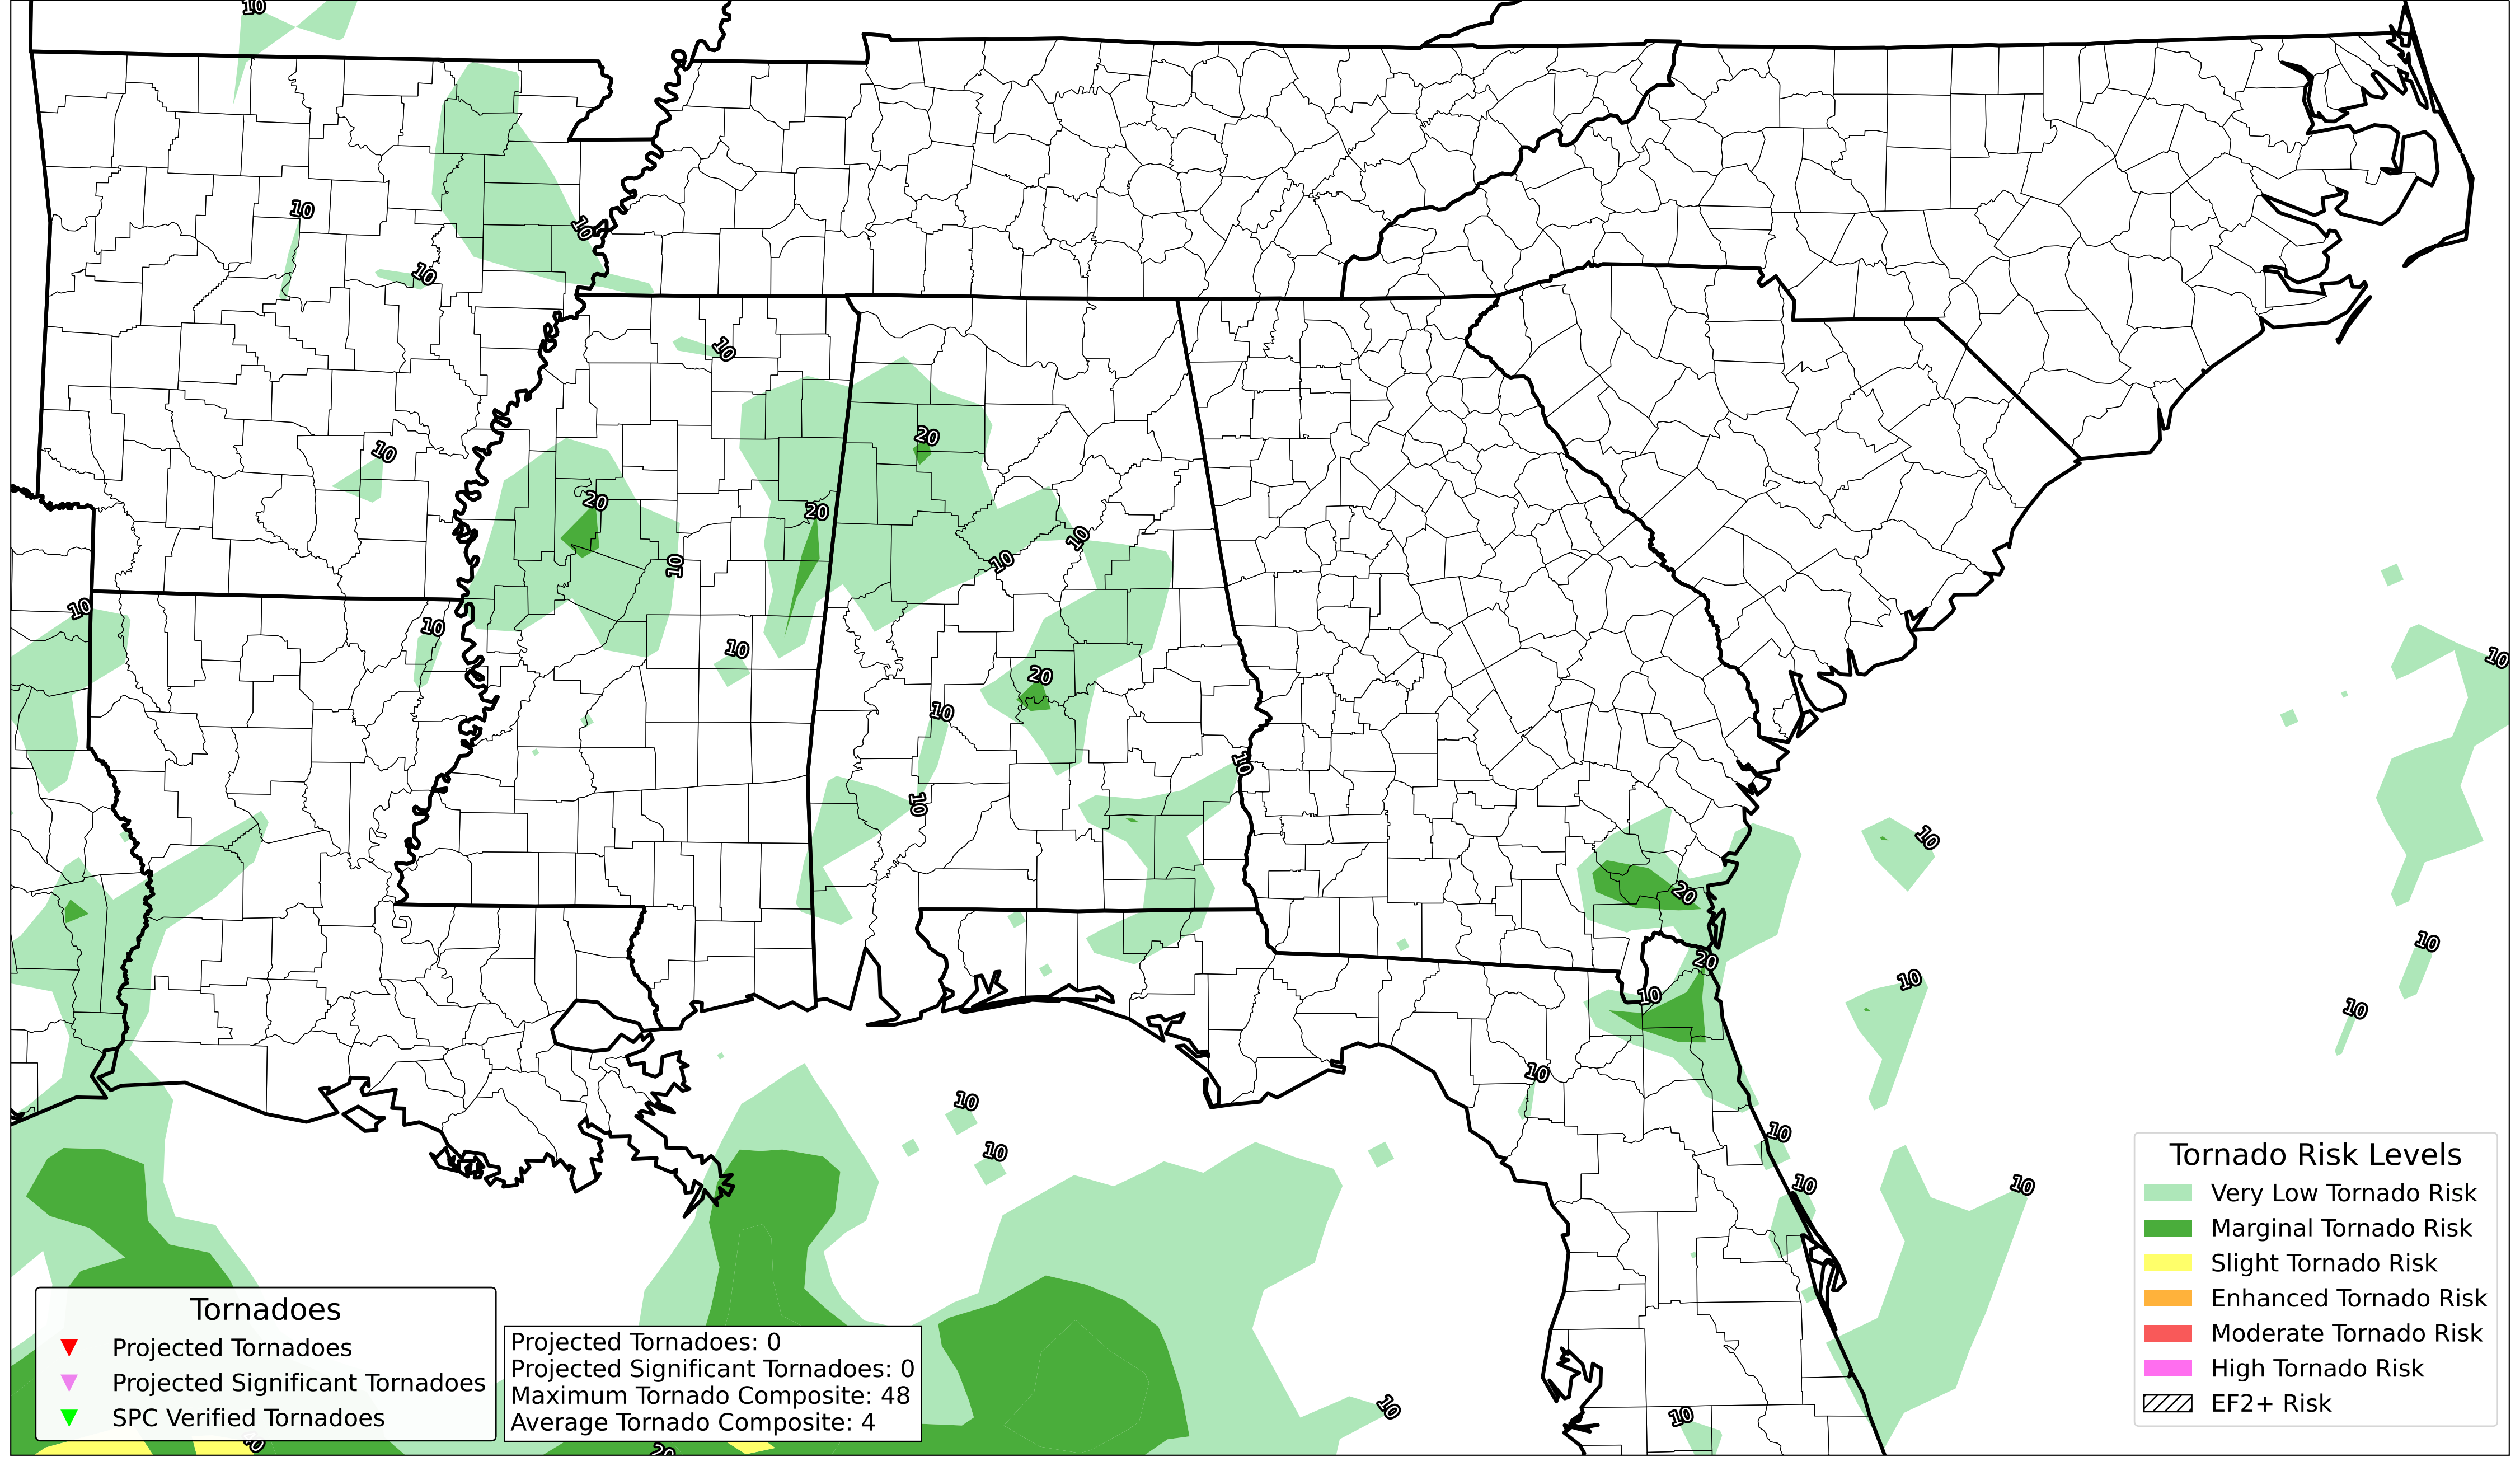 10
10
10
10
10
10
20
20
20
10
10
10
10
10
10
20
10
10
10
10
20
10
10
20
10
10
10
10
10
10
10
10
10
10
10
10
20
Tornadoes
Projected Tornadoes
Projected Significant Tornadoes
SPC Verified Tornadoes
Projected Tornadoes: 0
Projected Significant Tornadoes: 0
Maximum Tornado Composite: 48
Average Tornado Composite: 4
Tornado Risk Levels
Very Low Tornado Risk
Marginal Tornado Risk
Slight Tornado Risk
Enhanced Tornado Risk
Moderate Tornado Risk
High Tornado Risk
EF2+ Risk